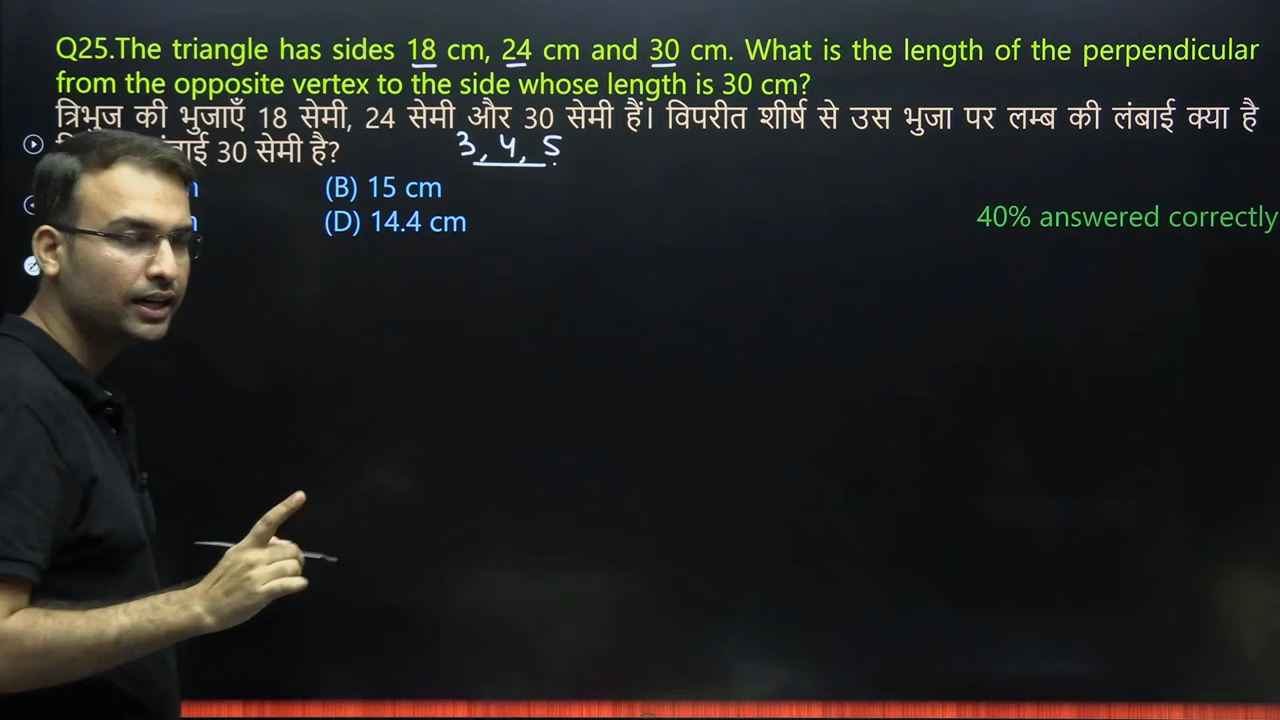 Q25.The triangle has sides 18 cm, 24 cm and 30 cm. What is the length of the perpendicular
from the opposite vertex to the side whose length is 30 cm?
त्रिभुज की भुजाएँ 18 सेमी, 24 सेमी और 30 सेमी हैं। विपरीत शीर्ष से उस भुजा पर लम्ब की लंबाई क्या है
30 सेमी है?
3, 4, 5
(B) 15 cm
(D) 14.4 cm
40% answered correctly